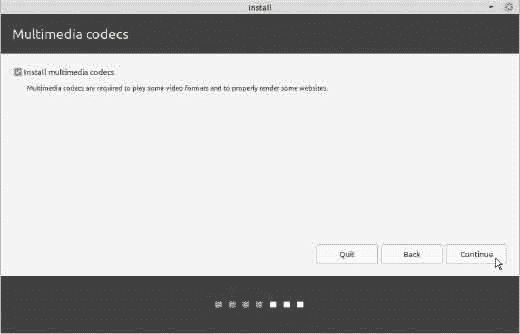 Install
Multimedia codecs
Install multimedia codecs
Multimedia codecs are required to play some video formats and to properly render some websites.
Quit
Back
Continue